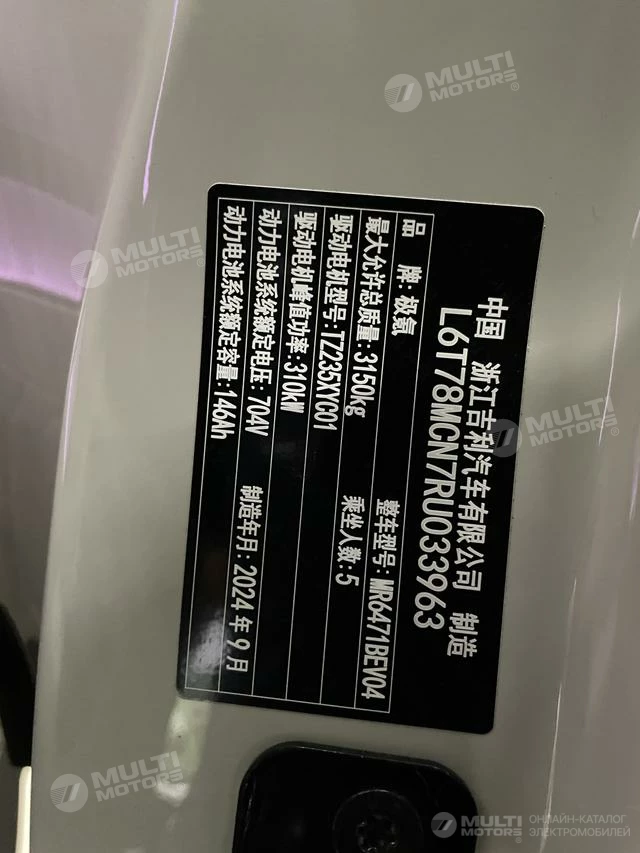 中国 浙江吉利汽车有限公司 制造
L6T78MCN7RU033963
品 牌: 极氪 整车型号: MR6471BEV04
最大允许总质量: 3150kg 乘坐人数: 5
驱动电机型号: TZ235XYC01
驱动电机峰值功率: 310kW
动力电池系统额定电压: 704V
动力电池系统额定容量: 146Ah 制造年月: 2024 年 9 月
MULTI MOTORS®
MULTI MOTORS®
MULTI MOTORS®
MULTI MOTORS®
MULTI MOTORS® ОНЛАЙН-КАТАЛОГ ЭЛЕКТРОМОБИЛЕЙ